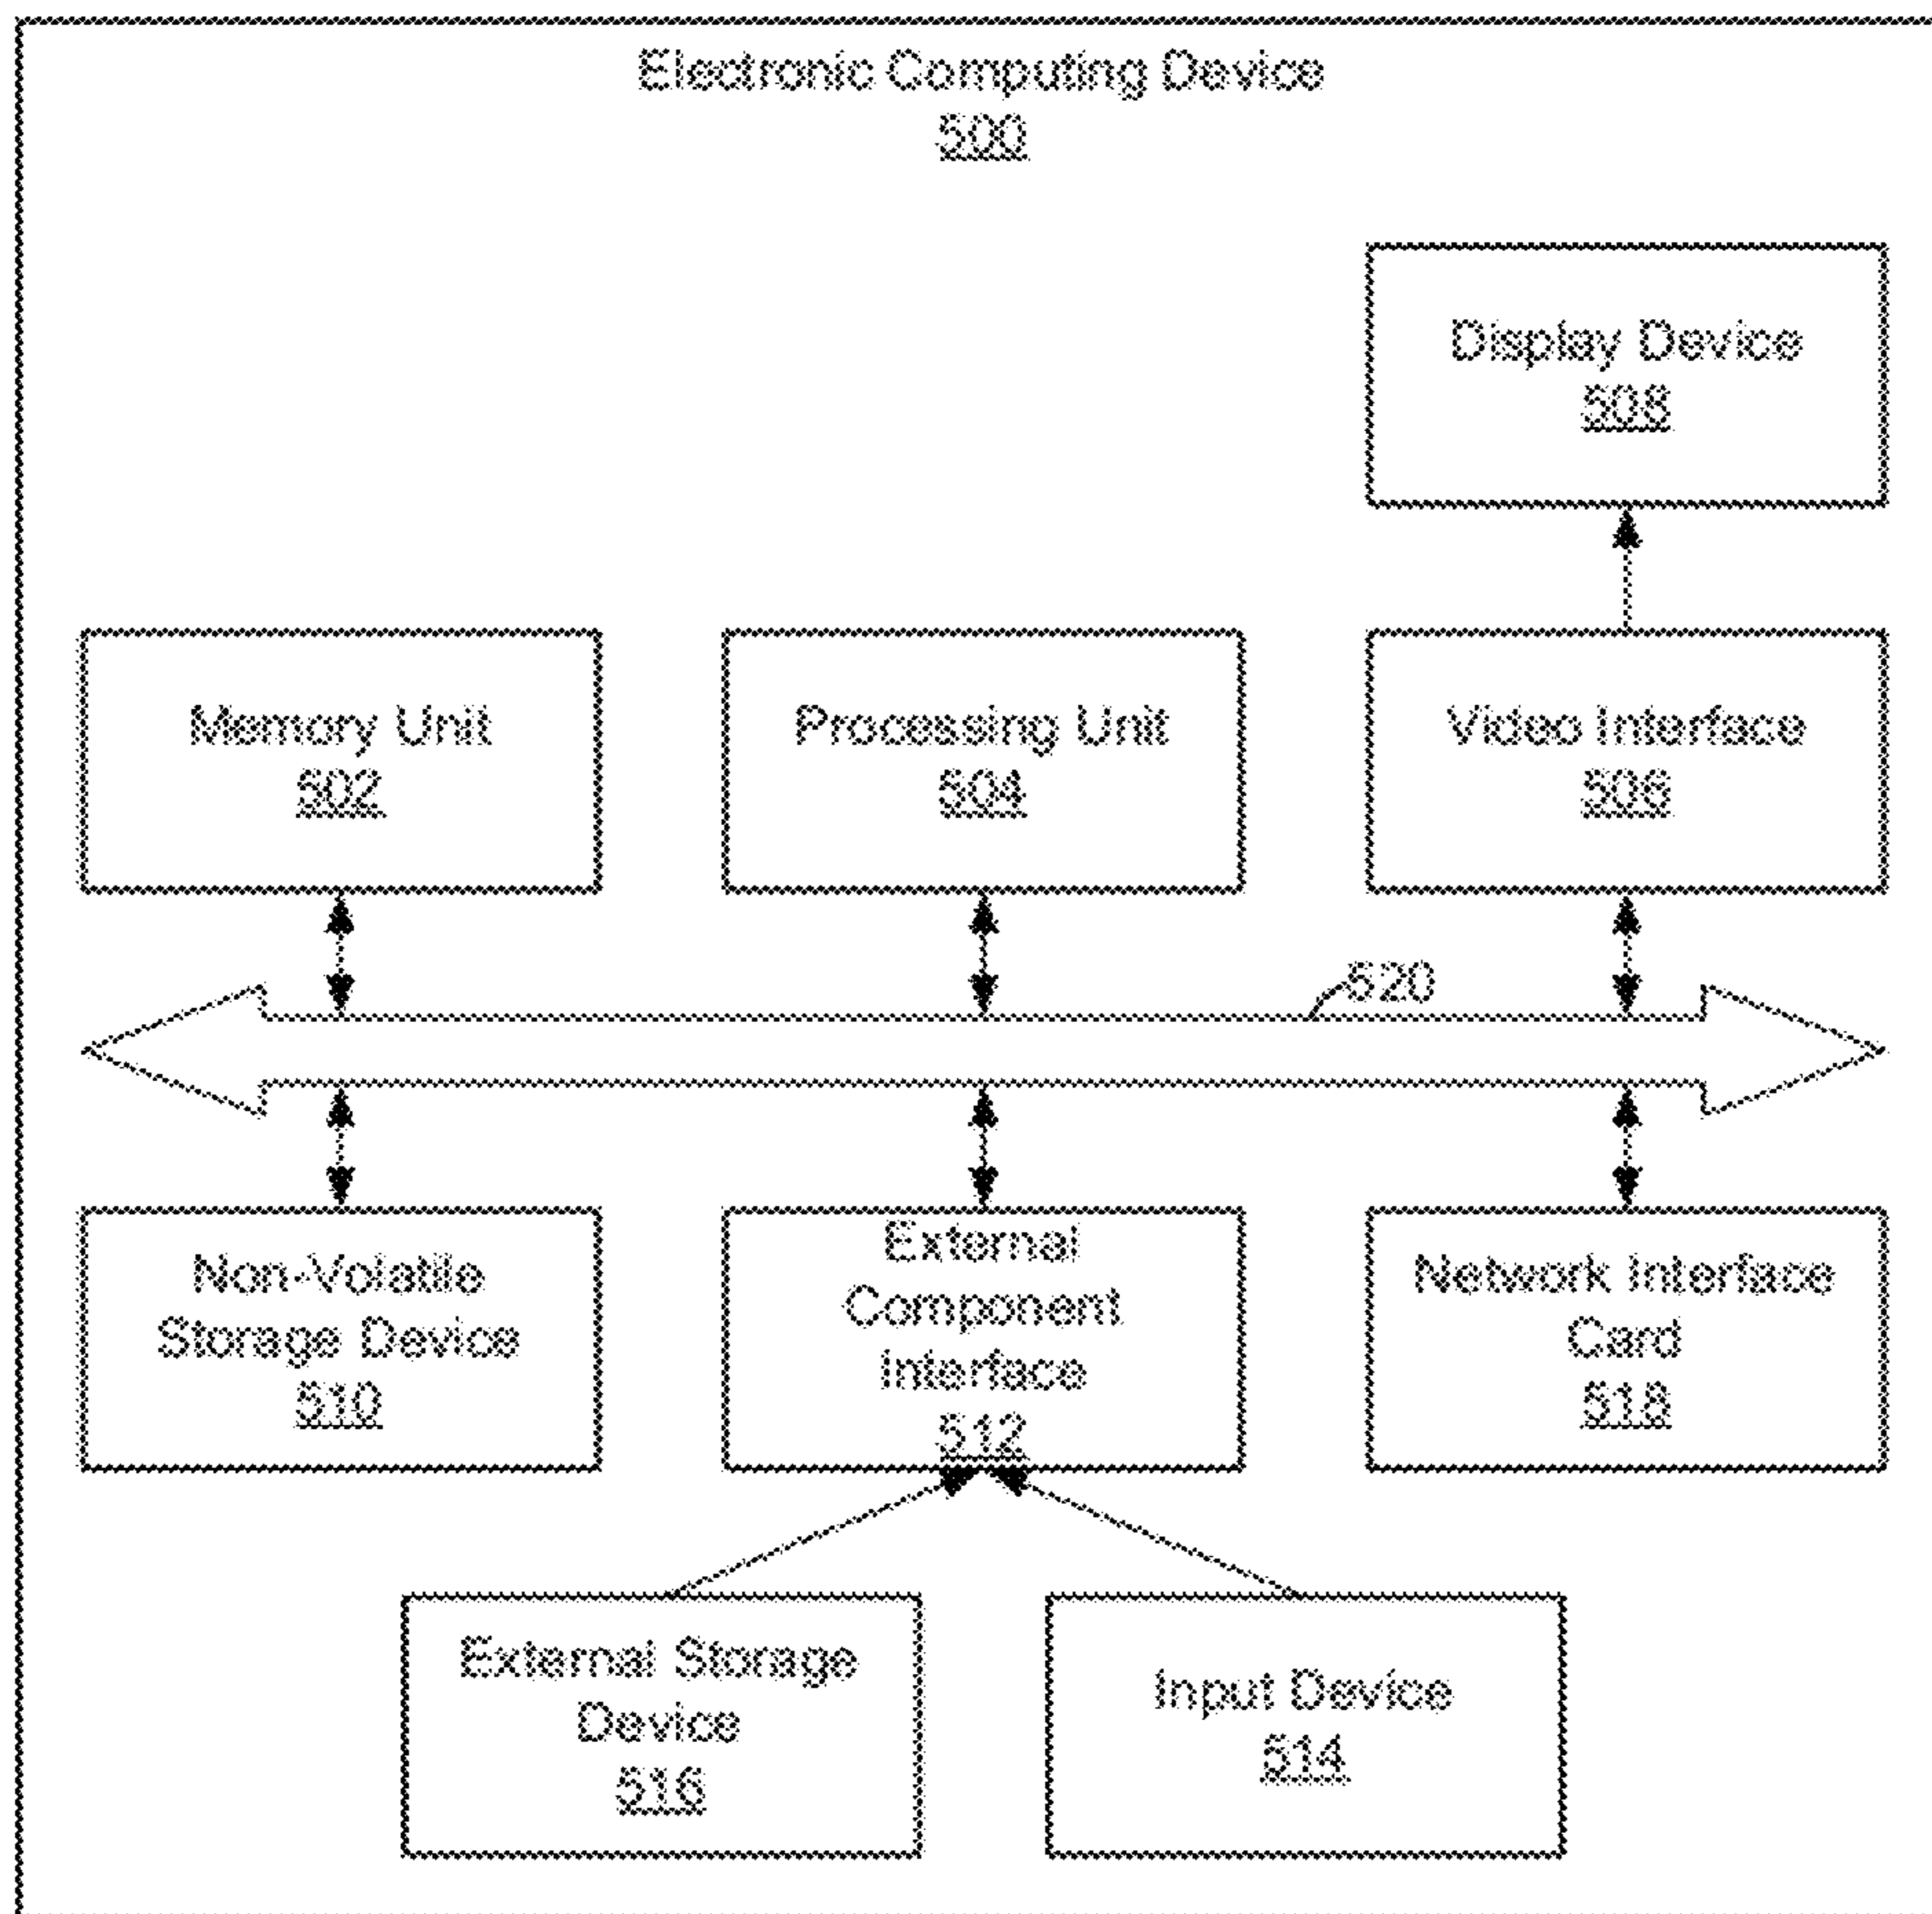 Electronic Computing Device
500
Display Device
508
Memory Unit
502
Processing Unit
504
Video Interface
506
520
Non-Volatile
Storage Device
510
External
Component
Interface
512
Network Interface
Card
518
External Storage
Device
516
Input Device
514